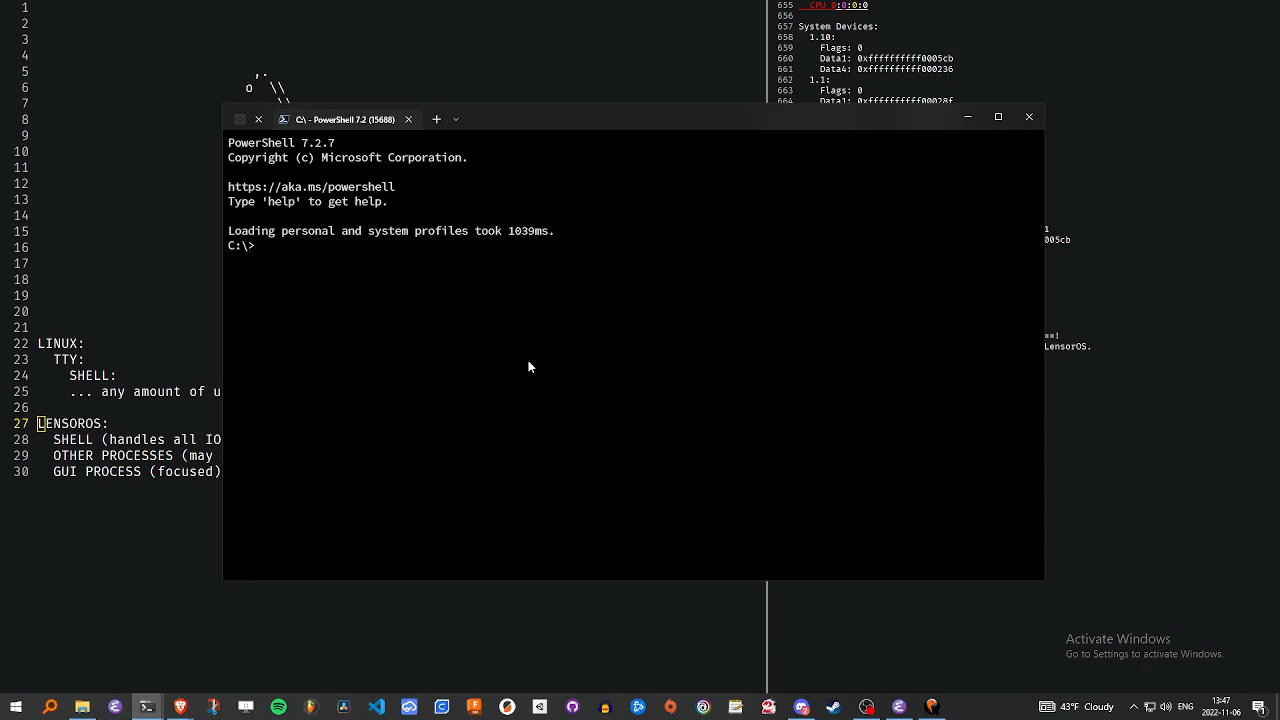 1
2
3
4
5
6
7
8
9
10
11
12
13
14
15
16
17
18
19
20
21
22 LINUX:
23 TTY:
24 SHELL:
25 ... any amount of u
26
27 LENSOROS:
28 SHELL (handles all IO
29 OTHER PROCESSES (may
30 GUI PROCESS (focused)
,.
o \\
\\
655 CPU 0:0:0:0
656
657 System Devices:
658 1.10:
659 Flags: 0
660 Data1: 0xffffffffff0005cb
661 Data4: 0xffffffffff000236
662 1.1:
663 Flags: 0
664 Data1: 0xffffffffff00028f
1
005cb
==!
LensorOS.
C:\ - PowerShell 7.2 (15688)
PowerShell 7.2.7
Copyright (c) Microsoft Corporation.
https://aka.ms/powershell
Type 'help' to get help.
Loading personal and system profiles took 1039ms.
C:\>
Activate Windows
Go to Settings to activate Windows.
43°F Cloudy
ENG
13:47
2022-11-06